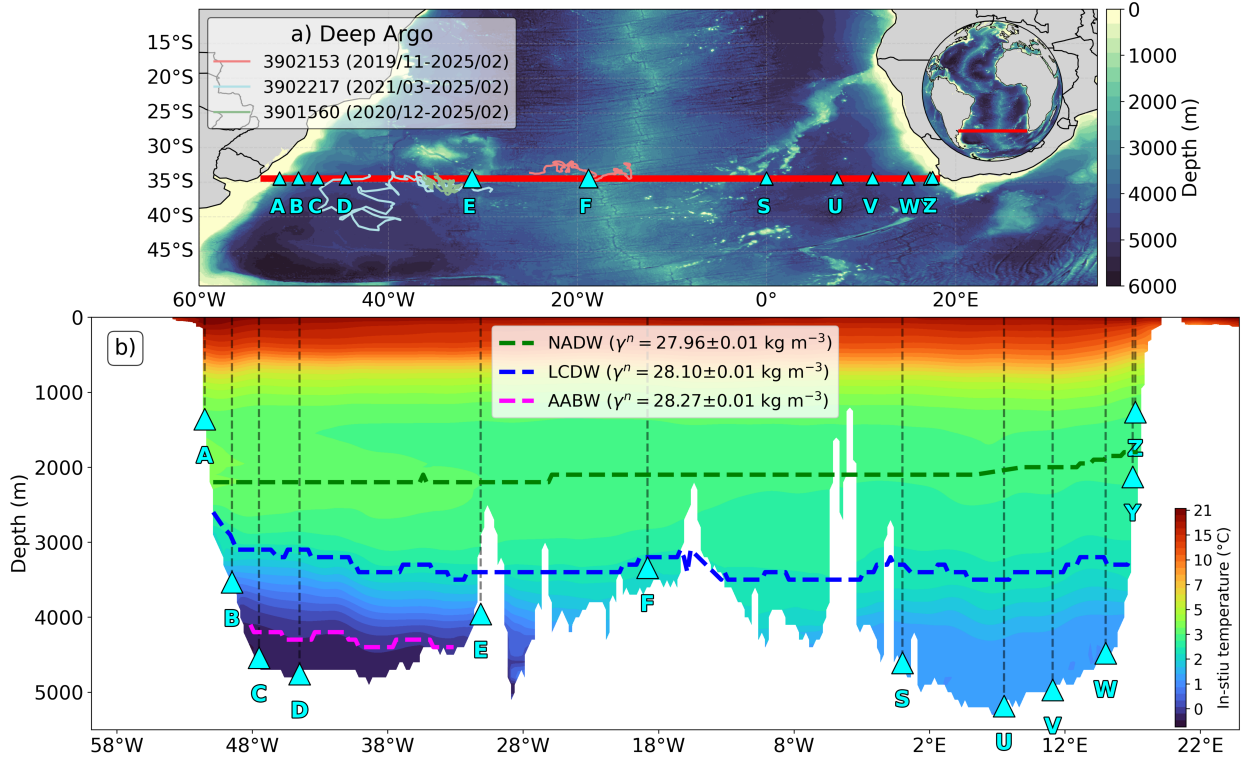 a) Deep Argo
3902153 (2019/11-2025/02)
3902217 (2021/03-2025/02)
3901560 (2020/12-2025/02)
15°S
20°S
25°S
30°S
35°S
40°S
45°S
A B C D E F S U V W Y Z
60°W 40°W 20°W 0° 20°E
0
1000
2000
3000
4000
5000
6000
Depth (m)
b)
NADW (γⁿ = 27.96±0.01 kg m⁻³)
LCDW (γⁿ = 28.10±0.01 kg m⁻³)
AABW (γⁿ = 28.27±0.01 kg m⁻³)
0
1000
2000
3000
4000
5000
Depth (m)
A
B
C
D
E
F
S
U
V
W
Z
Y
58°W 48°W 38°W 28°W 18°W 8°W 2°E 12°E 22°E
21
15
10
7
5
4
3
2
1
0
In-stiu temperature (°C)